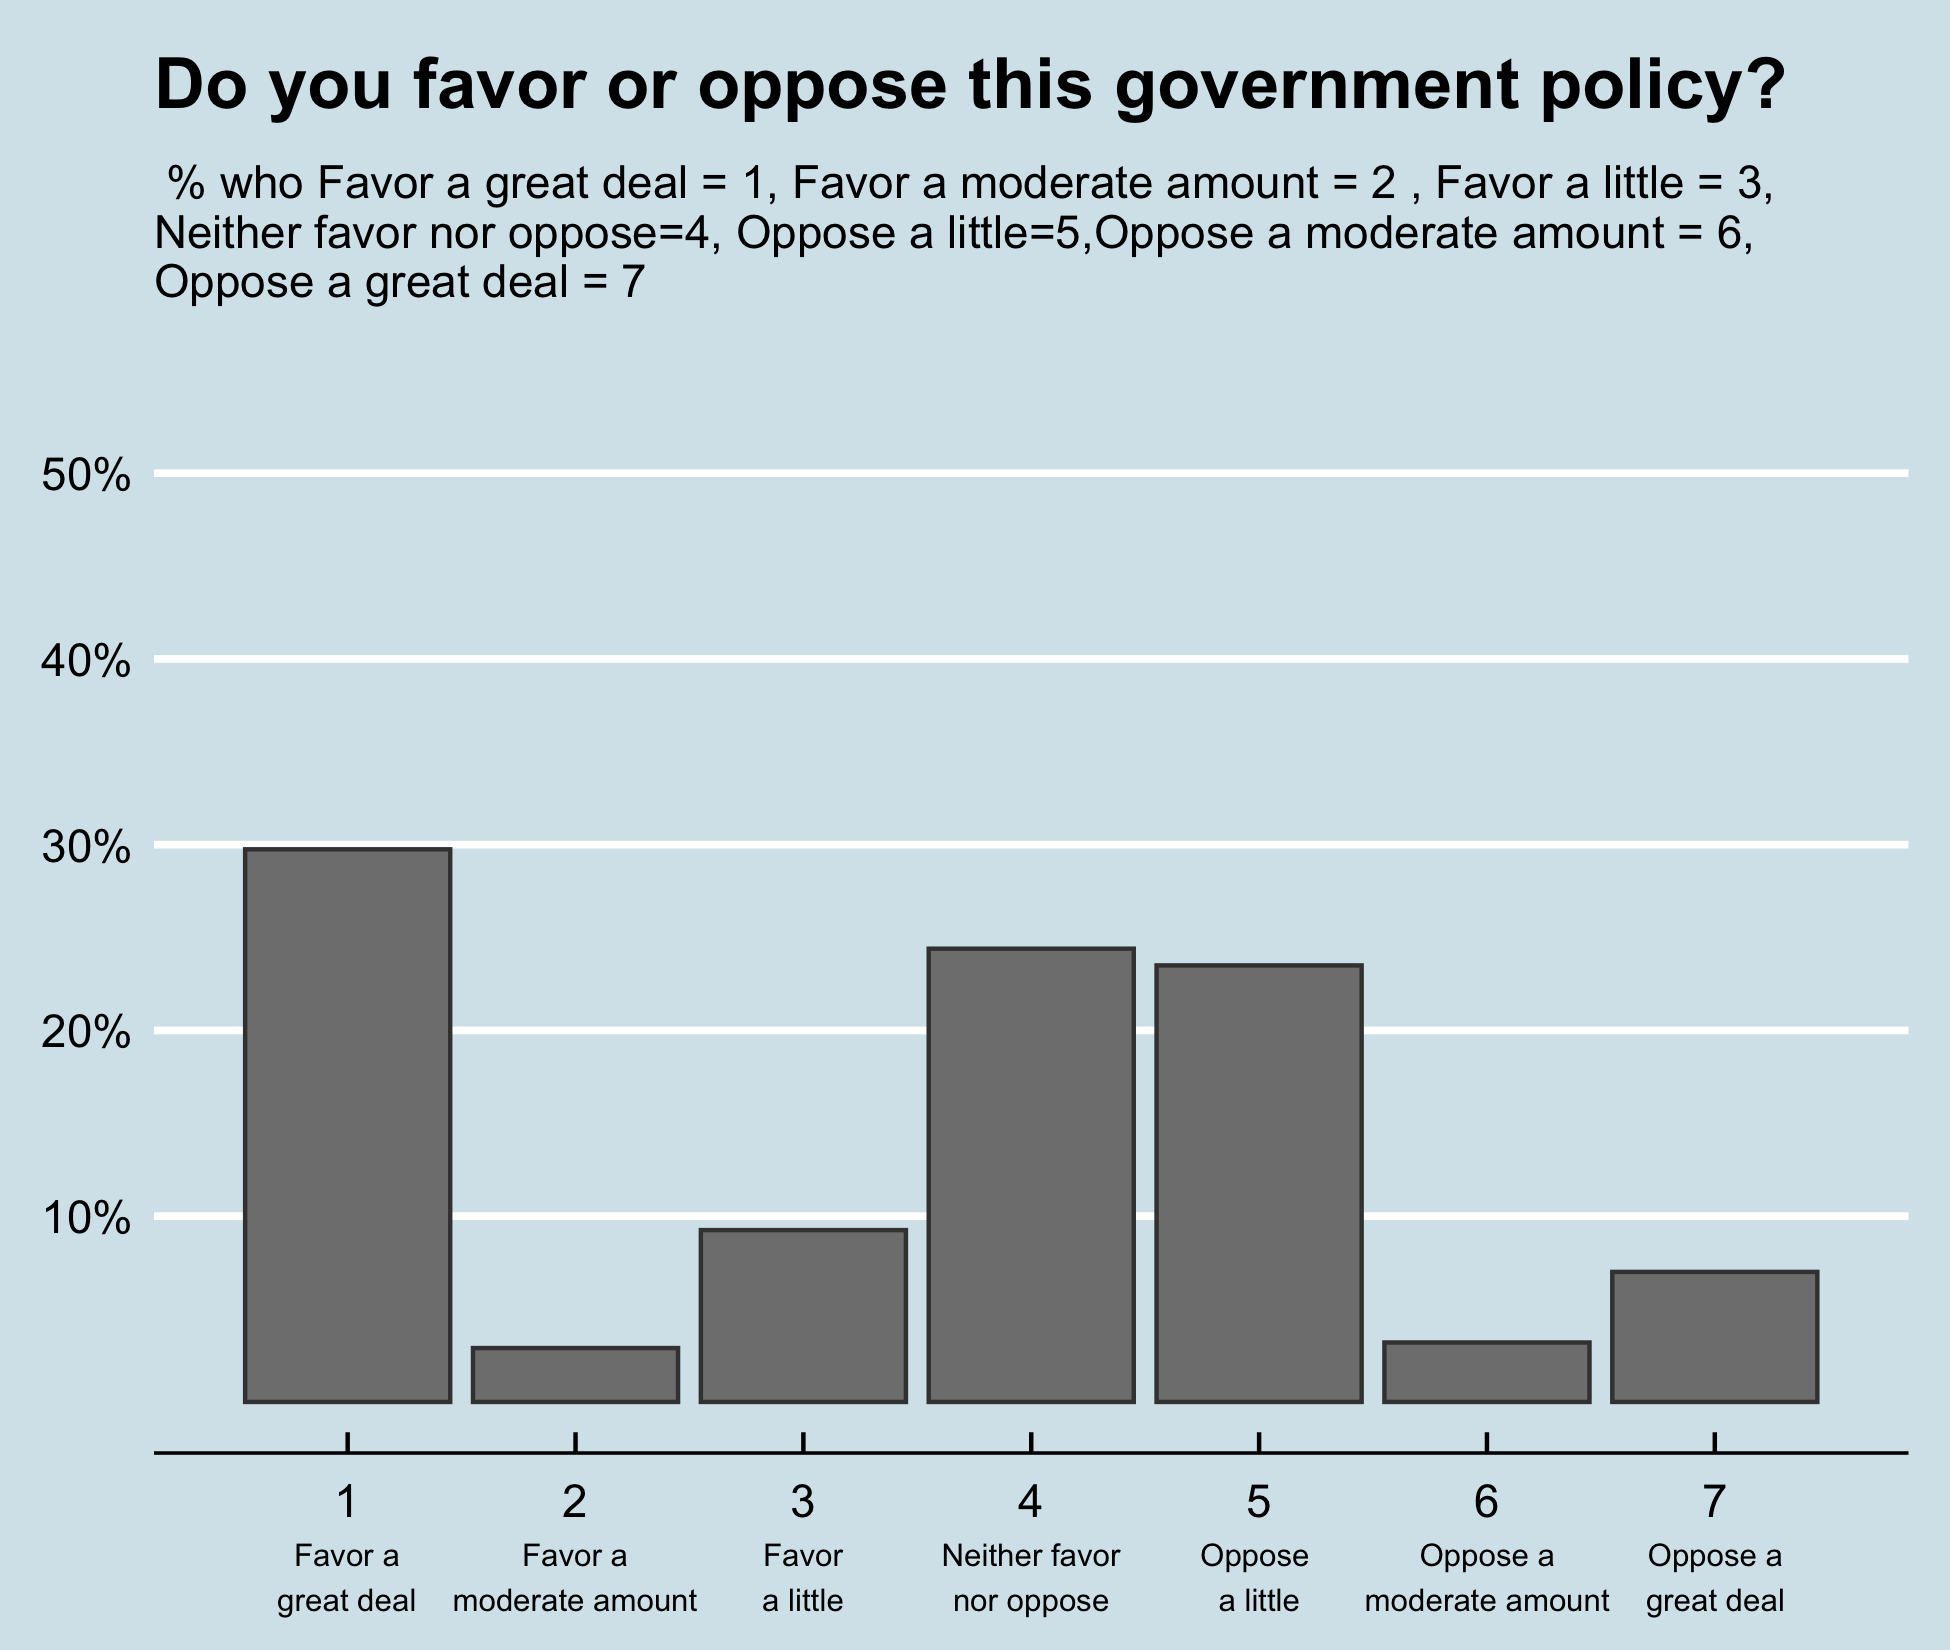 Do you favor or oppose this government policy?
% who Favor a great deal = 1, Favor a moderate amount = 2 , Favor a little = 3,
Neither favor nor oppose=4, Oppose a little=5,Oppose a moderate amount = 6,
Oppose a great deal = 7
50%
40%
30%
20%
10%
1 2 3 4 5 6 7
Favor a Favor a Favor Neither favor Oppose Oppose a Oppose a
great deal moderate amount a little nor oppose a little moderate amount great deal